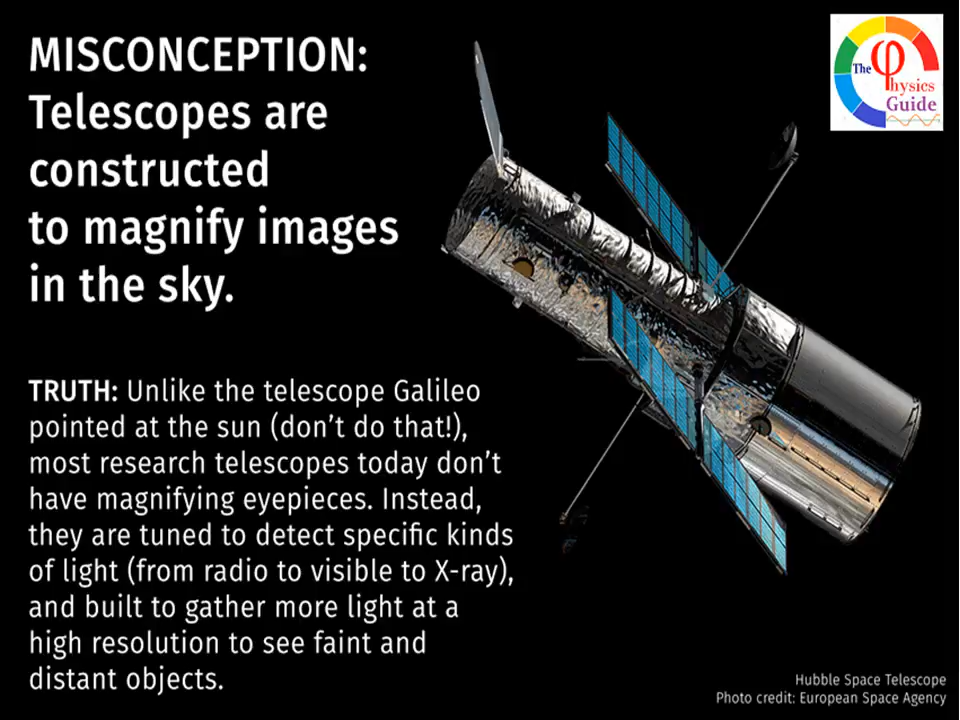 MISCONCEPTION:
Telescopes are
constructed
to magnify images
in the sky.
The Physics
Guide
TRUTH: Unlike the telescope Galileo
pointed at the sun (don't do that!),
most research telescopes today don't
have magnifying eyepieces. Instead,
they are tuned to detect specific kinds
of light (from radio to visible to X-ray),
and built to gather more light at a
high resolution to see faint and
distant objects.
Hubble Space Telescope
Photo credit: European Space Agency